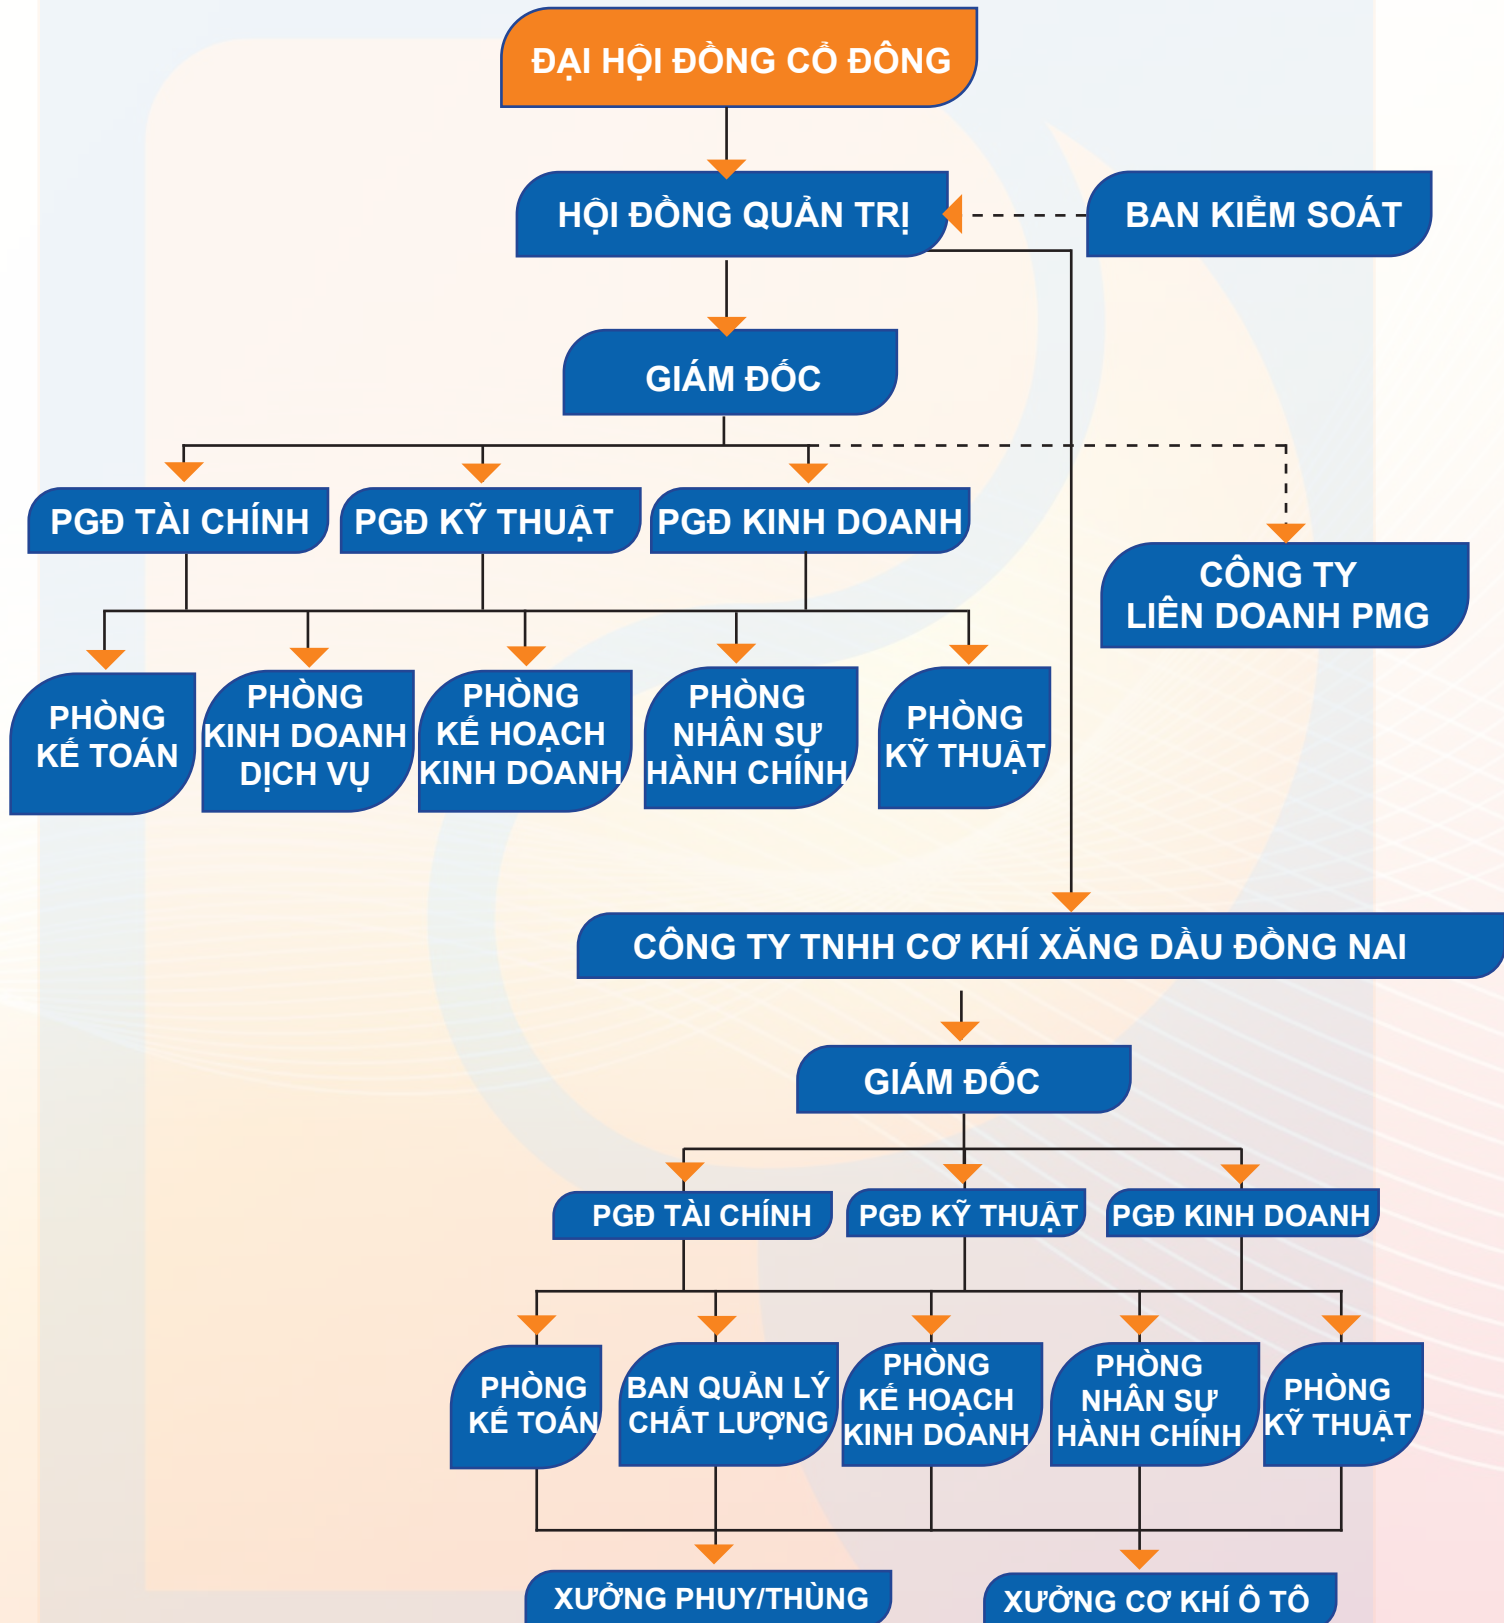 ĐẠI HỘI ĐỒNG CỔ ĐÔNG
HỘI ĐỒNG QUẢN TRỊ
BAN KIỂM SOÁT
GIÁM ĐỐC
PGĐ TÀI CHÍNH
PGĐ KỸ THUẬT
PGĐ KINH DOANH
CÔNG TY
LIÊN DOANH PMG
PHÒNG
KẾ TOÁN
PHÒNG
KINH DOANH
DỊCH VỤ
PHÒNG
KẾ HOẠCH
KINH DOANH
PHÒNG
NHÂN SỰ
HÀNH CHÍNH
PHÒNG
KỸ THUẬT
CÔNG TY TNHH CƠ KHÍ XĂNG DẦU ĐỒNG NAI
GIÁM ĐỐC
PGĐ TÀI CHÍNH
PGĐ KỸ THUẬT
PGĐ KINH DOANH
PHÒNG
KẾ TOÁN
BAN QUẢN LÝ
CHẤT LƯỢNG
PHÒNG
KẾ HOẠCH
KINH DOANH
PHÒNG
NHÂN SỰ
HÀNH CHÍNH
PHÒNG
KỸ THUẬT
XƯỞNG PHUY/THÙNG
XƯỞNG CƠ KHÍ Ô TÔ